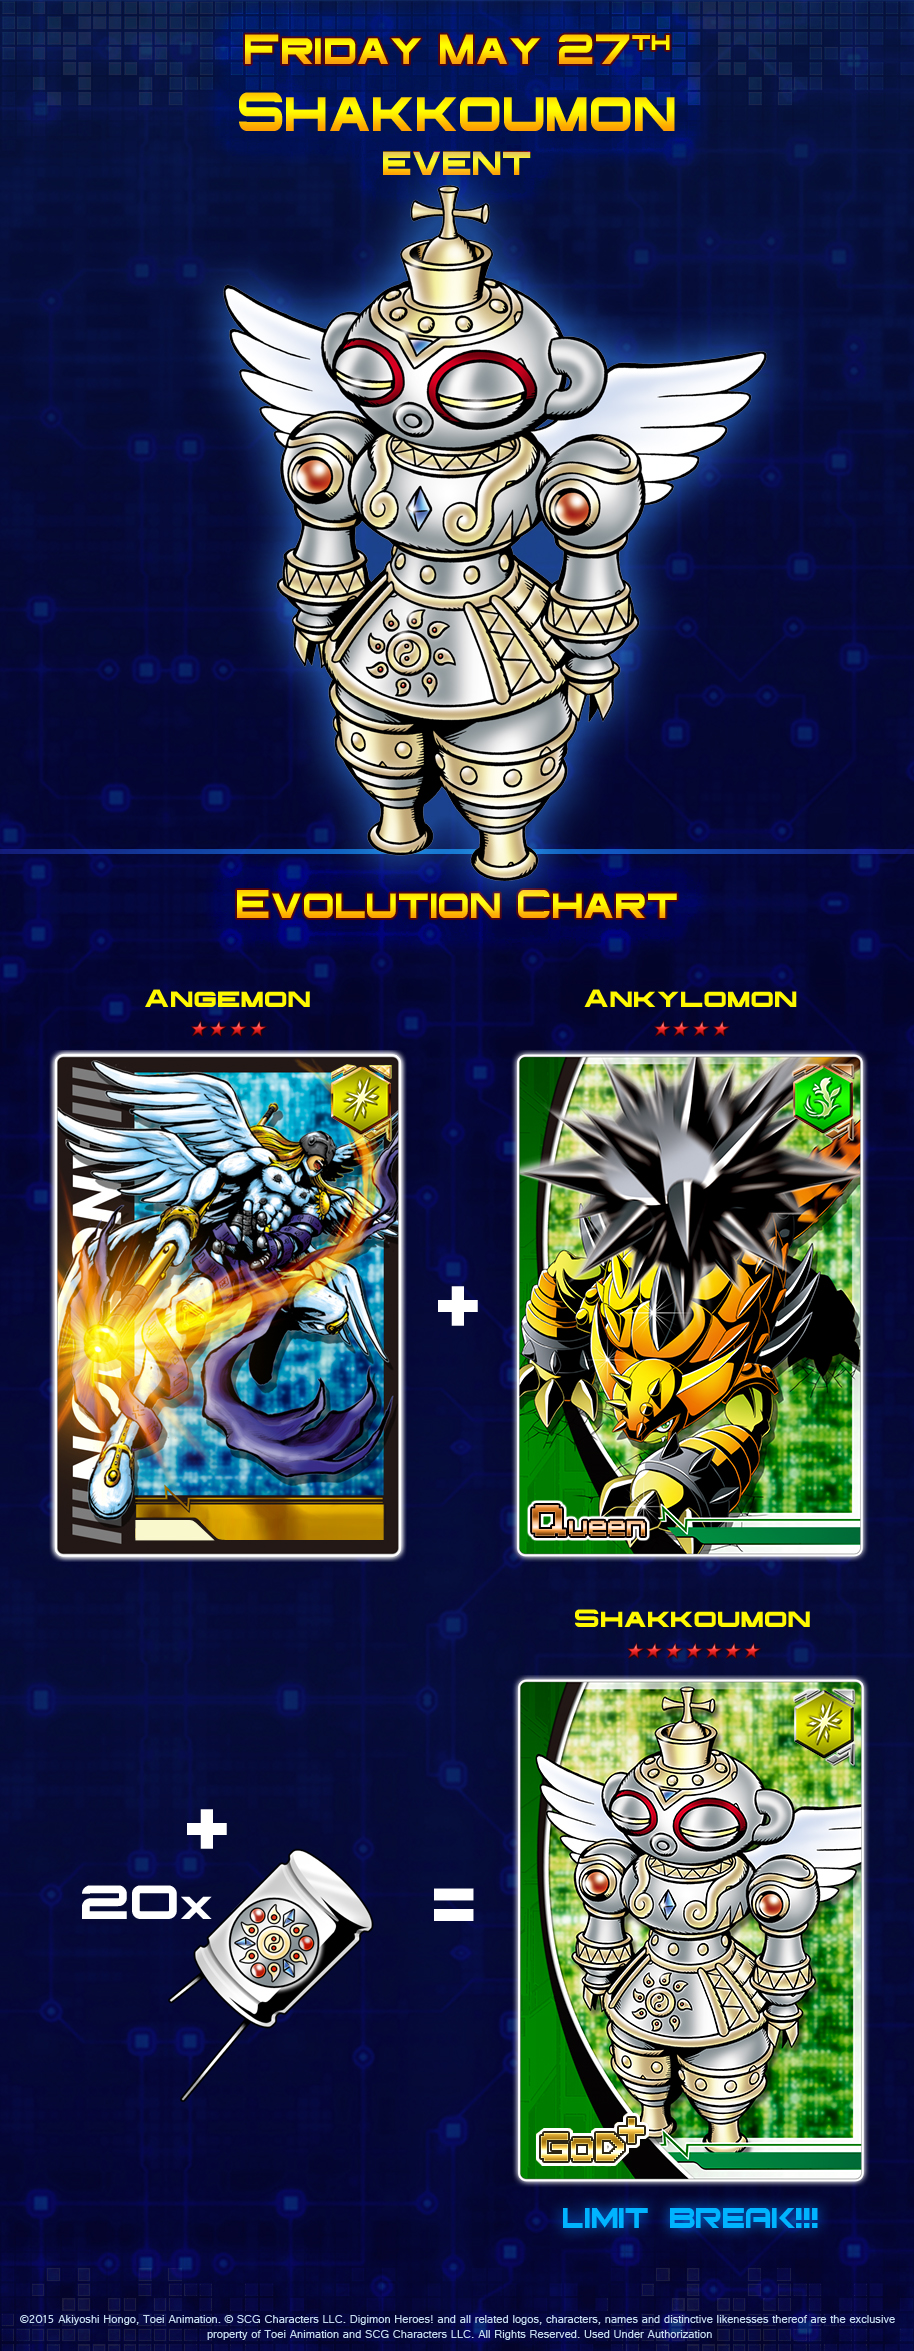 Friday May 27TH
Shakkoumon
EVENT
Evolution Chart
Angemon
Ankylomon
Queen
Shakkoumon
20x
GOD+
LIMIT BREAK!!!
©2015 Akiyoshi Hongo, Toei Animation. © SCG Characters LLC. Digimon Heroes! and all related logos, characters, names and distinctive likenesses thereof are the exclusive
property of Toei Animation and SCG Characters LLC. All Rights Reserved. Used Under Authorization